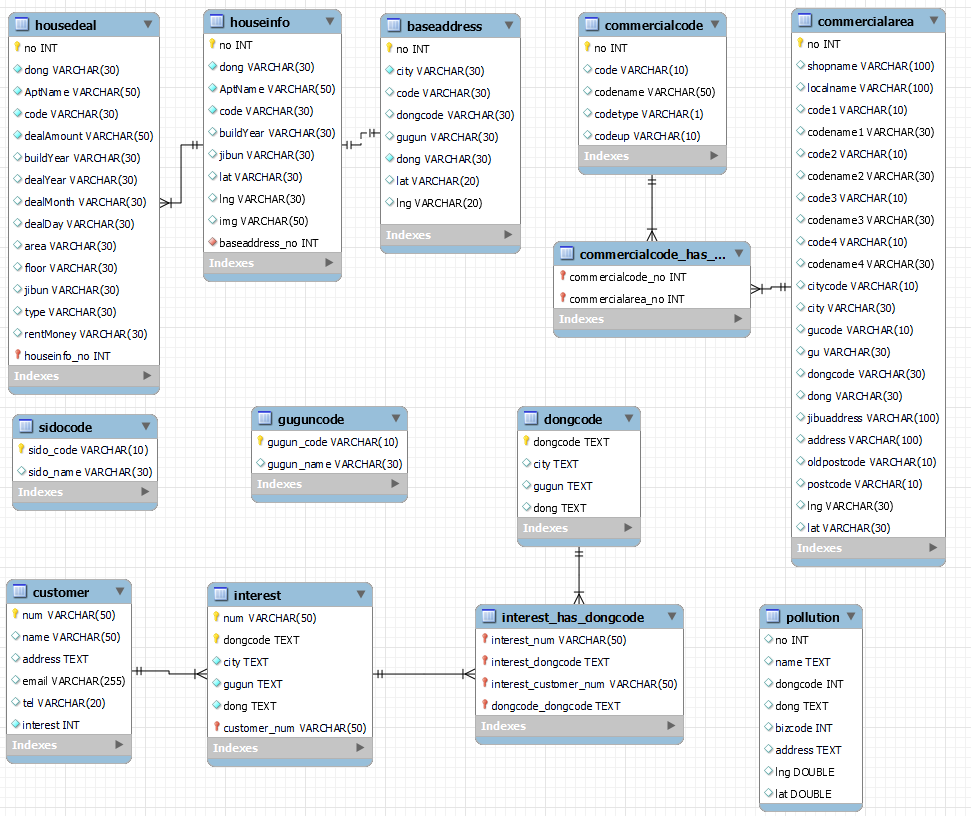 housedeal
no INT
dong VARCHAR(30)
AptName VARCHAR(50)
code VARCHAR(30)
dealAmount VARCHAR(50)
buildYear VARCHAR(30)
dealYear VARCHAR(30)
dealMonth VARCHAR(30)
dealDay VARCHAR(30)
area VARCHAR(30)
floor VARCHAR(30)
jibun VARCHAR(30)
type VARCHAR(30)
rentMoney VARCHAR(30)
houseinfo_no INT
Indexes
houseinfo
no INT
dong VARCHAR(30)
AptName VARCHAR(50)
code VARCHAR(30)
buildYear VARCHAR(30)
jibun VARCHAR(30)
lat VARCHAR(30)
lng VARCHAR(30)
img VARCHAR(50)
baseaddress_no INT
Indexes
baseaddress
no INT
city VARCHAR(30)
code VARCHAR(30)
dongcode VARCHAR(30)
gugun VARCHAR(30)
dong VARCHAR(30)
lat VARCHAR(20)
lng VARCHAR(20)
Indexes
commercialcode
no INT
code VARCHAR(10)
codename VARCHAR(50)
codetype VARCHAR(1)
codeup VARCHAR(10)
Indexes
commercialarea
no INT
shopname VARCHAR(100)
localname VARCHAR(100)
code1 VARCHAR(10)
codename1 VARCHAR(30)
code2 VARCHAR(10)
codename2 VARCHAR(30)
code3 VARCHAR(10)
codename3 VARCHAR(30)
code4 VARCHAR(10)
codename4 VARCHAR(30)
citycode VARCHAR(10)
city VARCHAR(30)
gucode VARCHAR(10)
gu VARCHAR(30)
dongcode VARCHAR(30)
dong VARCHAR(30)
jibuaddress VARCHAR(100)
address VARCHAR(100)
oldpostcode VARCHAR(10)
postcode VARCHAR(10)
lng VARCHAR(30)
lat VARCHAR(30)
Indexes
commercialcode_has_...
commercialcode_no INT
commercialarea_no INT
Indexes
sidocode
sido_code VARCHAR(10)
sido_name VARCHAR(30)
Indexes
guguncode
gugun_code VARCHAR(10)
gugun_name VARCHAR(30)
Indexes
dongcode
dongcode TEXT
city TEXT
gugun TEXT
dong TEXT
Indexes
customer
num VARCHAR(50)
name VARCHAR(50)
address TEXT
email VARCHAR(255)
tel VARCHAR(20)
interest INT
Indexes
interest
num VARCHAR(50)
dongcode TEXT
city TEXT
gugun TEXT
dong TEXT
customer_num VARCHAR(50)
Indexes
interest_has_dongcode
interest_num VARCHAR(50)
interest_dongcode TEXT
interest_customer_num VARCHAR(50)
dongcode_dongcode TEXT
Indexes
pollution
no INT
name TEXT
dongcode INT
dong TEXT
bizcode INT
address TEXT
lng DOUBLE
lat DOUBLE